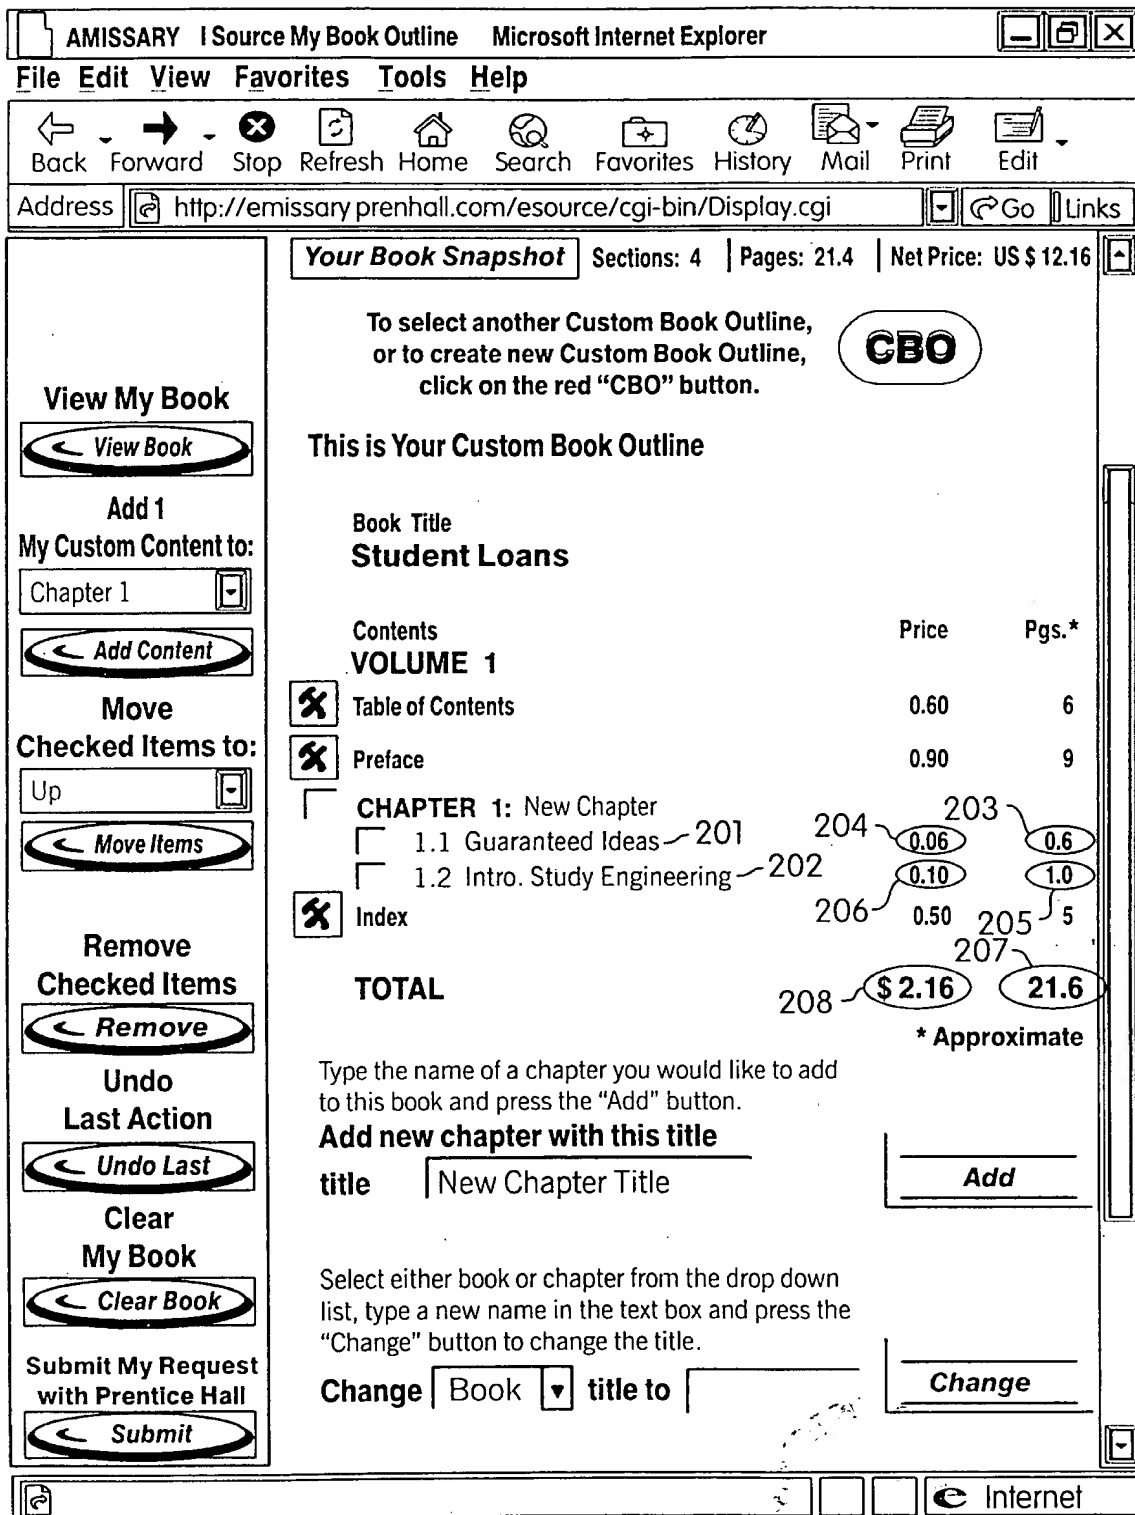 AMISSARY I Source My Book Outline Microsoft Internet Explorer
File Edit View Favorites Tools Help
Back Forward Stop Refresh Home Search Favorites History Mail Print Edit
Address http://emissary prenhall.com/esource/cgi-bin/Display.cgi Go Links
Your Book Snapshot Sections: 4 Pages: 21.4 Net Price: US $ 12.16
To select another Custom Book Outline,
or to create new Custom Book Outline,
click on the red “CBO” button.
CBO
View My Book
View Book
Add 1
My Custom Content to:
Chapter 1
Add Content
Move
Checked Items to:
Up
Move Items
Remove
Checked Items
Remove
Undo
Last Action
Undo Last
Clear
My Book
Clear Book
Submit My Request
with Prentice Hall
Submit
This is Your Custom Book Outline
Book Title
Student Loans
Contents Price Pgs.*
VOLUME 1
Table of Contents 0.60 6
Preface 0.90 9
CHAPTER 1: New Chapter 203
1.1 Guaranteed Ideas 201 204 0.06 0.6
1.2 Intro. Study Engineering 202 0.10 1.0
Index 206 0.50 205 5
207
TOTAL 208 $ 2.16 21.6
* Approximate
Type the name of a chapter you would like to add
to this book and press the “Add” button.
Add new chapter with this title
title New Chapter Title Add
Select either book or chapter from the drop down
list, type a new name in the text box and press the
“Change” button to change the title.
Change Book title to Change
Internet